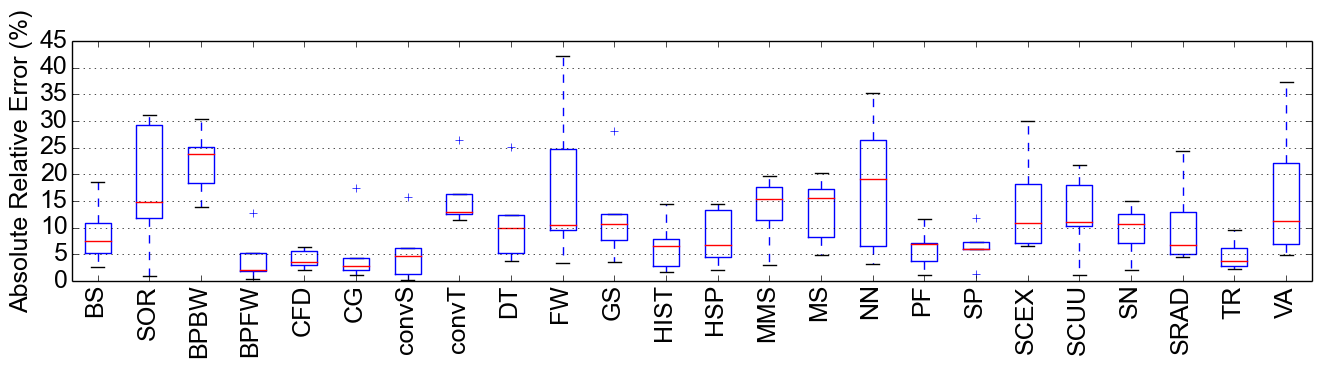 Absolute Relative Error (%)
45
40
35
30
25
20
15
10
5
0
BS
SOR
BPBW
BPFW
CFD
CG
convS
convT
DT
FW
GS
HIST
HSP
MMS
MS
NN
PF
SP
SCEX
SCUU
SN
SRAD
TR
VA